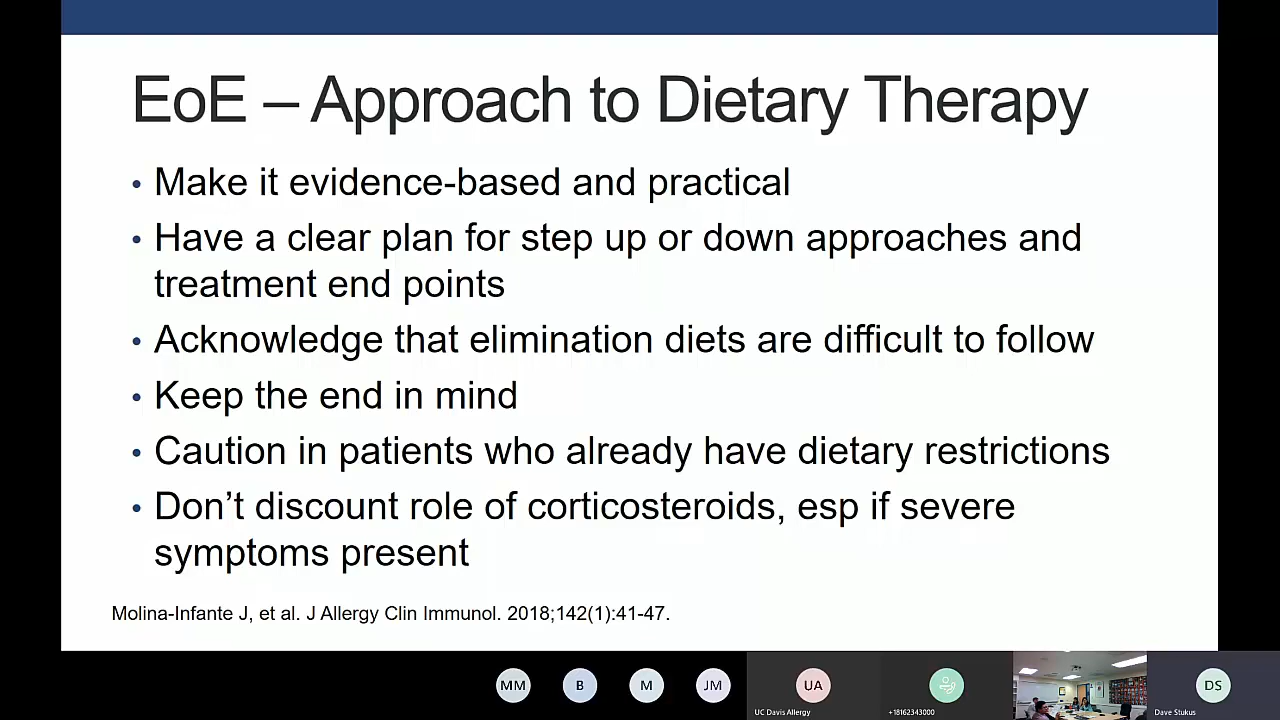 EoE – Approach to Dietary Therapy
• Make it evidence-based and practical
• Have a clear plan for step up or down approaches and
treatment end points
• Acknowledge that elimination diets are difficult to follow
• Keep the end in mind
• Caution in patients who already have dietary restrictions
• Don’t discount role of corticosteroids, esp if severe
symptoms present
Molina-Infante J, et al. J Allergy Clin Immunol. 2018;142(1):41-47.
MM
B
M
JM
UA
DS
UC Davis Allergy
+18162343000
Dave Stukus